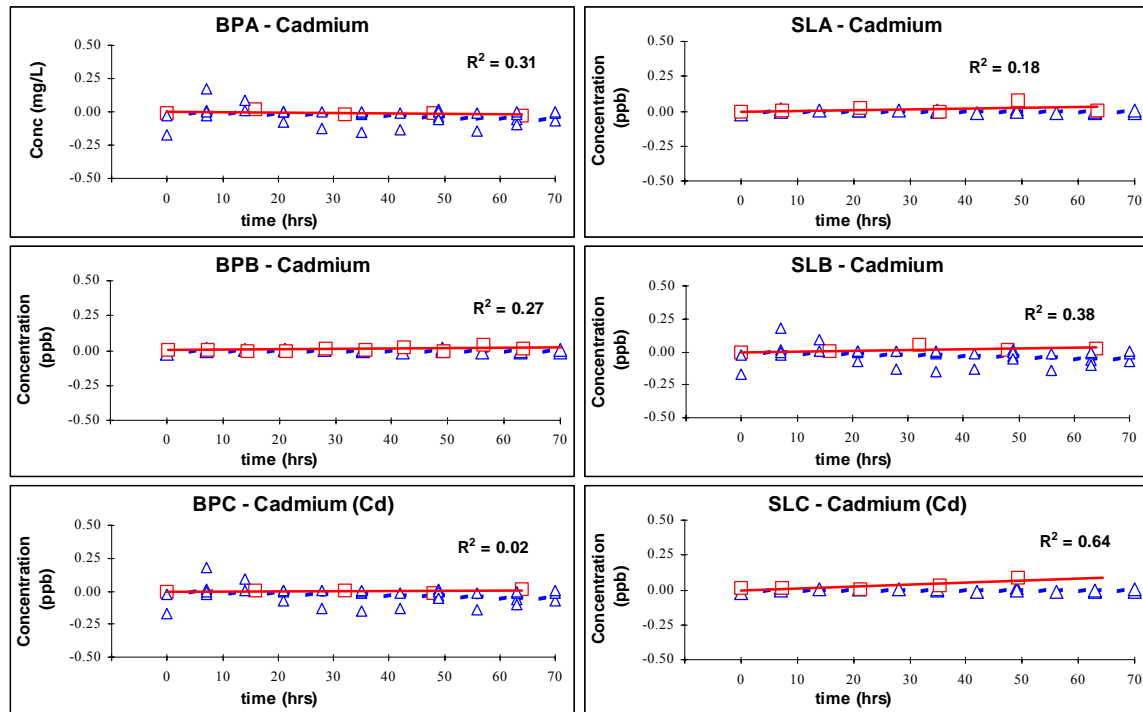 BPA - Cadmium
R² = 0.31
Conc (mg/L)
0.50
0.25
0.00
-0.25
-0.50
0 10 20 30 40 50 60 70
time (hrs)
SLA - Cadmium
R² = 0.18
Concentration
(ppb)
0.50
0.25
0.00
-0.25
-0.50
0 10 20 30 40 50 60 70
time (hrs)
BPB - Cadmium
R² = 0.27
Concentration
(ppb)
0.50
0.25
0.00
-0.25
-0.50
0 10 20 30 40 50 60 70
time (hrs)
SLB - Cadmium
R² = 0.38
Concentration
(ppb)
0.50
0.25
0.00
-0.25
-0.50
0 10 20 30 40 50 60 70
time (hrs)
BPC - Cadmium (Cd)
R² = 0.02
Concentration
(ppb)
0.50
0.25
0.00
-0.25
-0.50
0 10 20 30 40 50 60 70
time (hrs)
SLC - Cadmium (Cd)
R² = 0.64
Concentration
(ppb)
0.50
0.25
0.00
-0.25
-0.50
0 10 20 30 40 50 60 70
time (hrs)